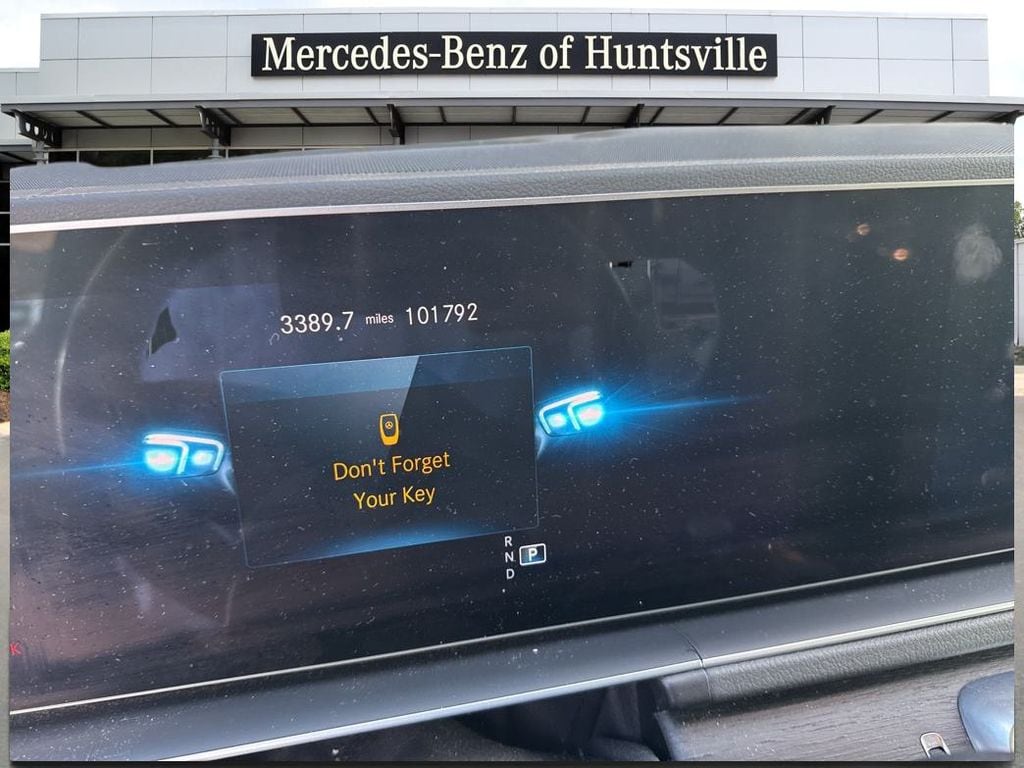 Mercedes-Benz of Huntsville
3389.7 miles 101792
Don't Forget
Your Key
R
N P
D
K